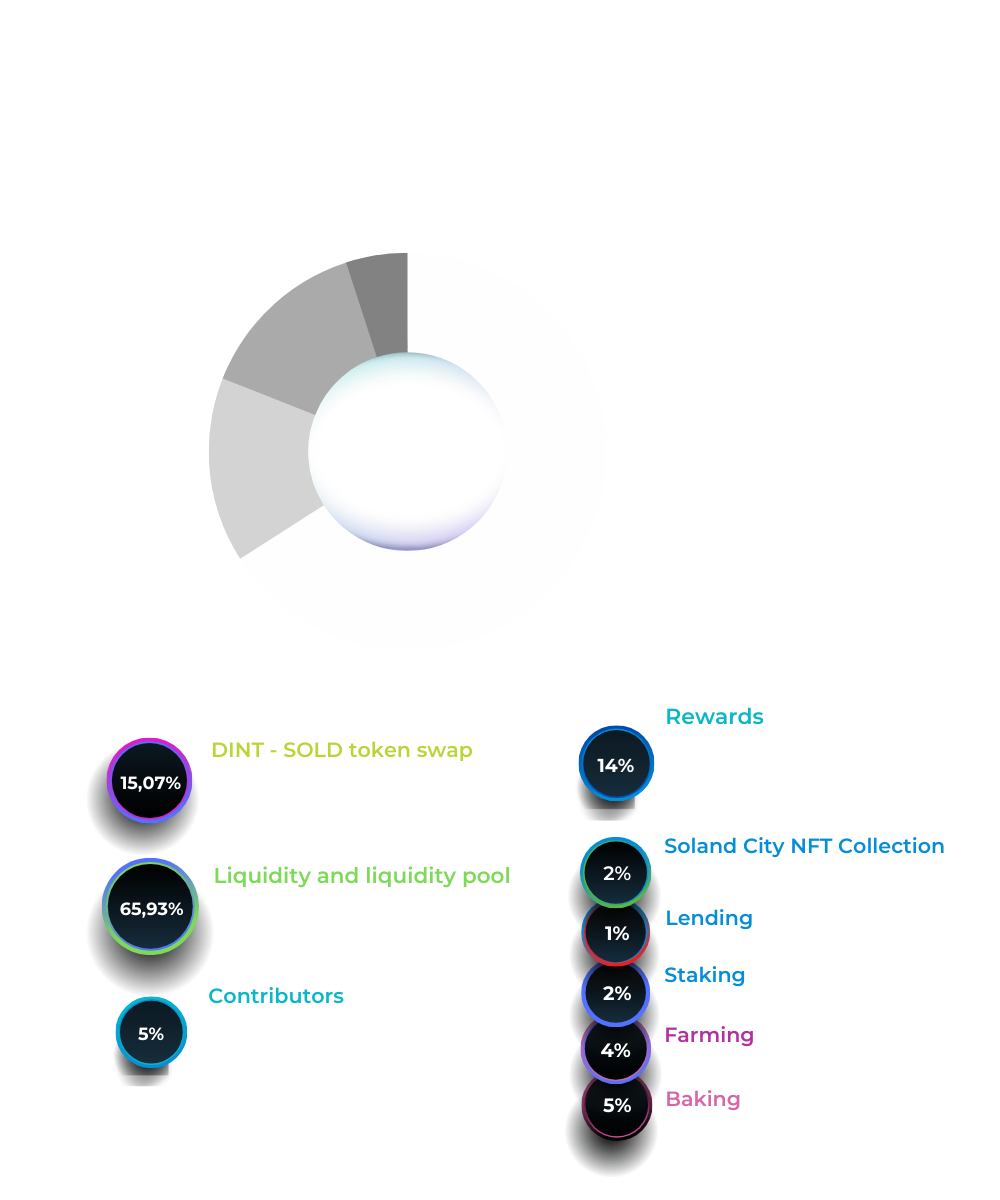 DINT - SOLD token swap
15,07%
Liquidity and liquidity pool
65,93%
Contributors
5%
Rewards
14%
Soland City NFT Collection
2%
Lending
1%
Staking
2%
Farming
4%
Baking
5%